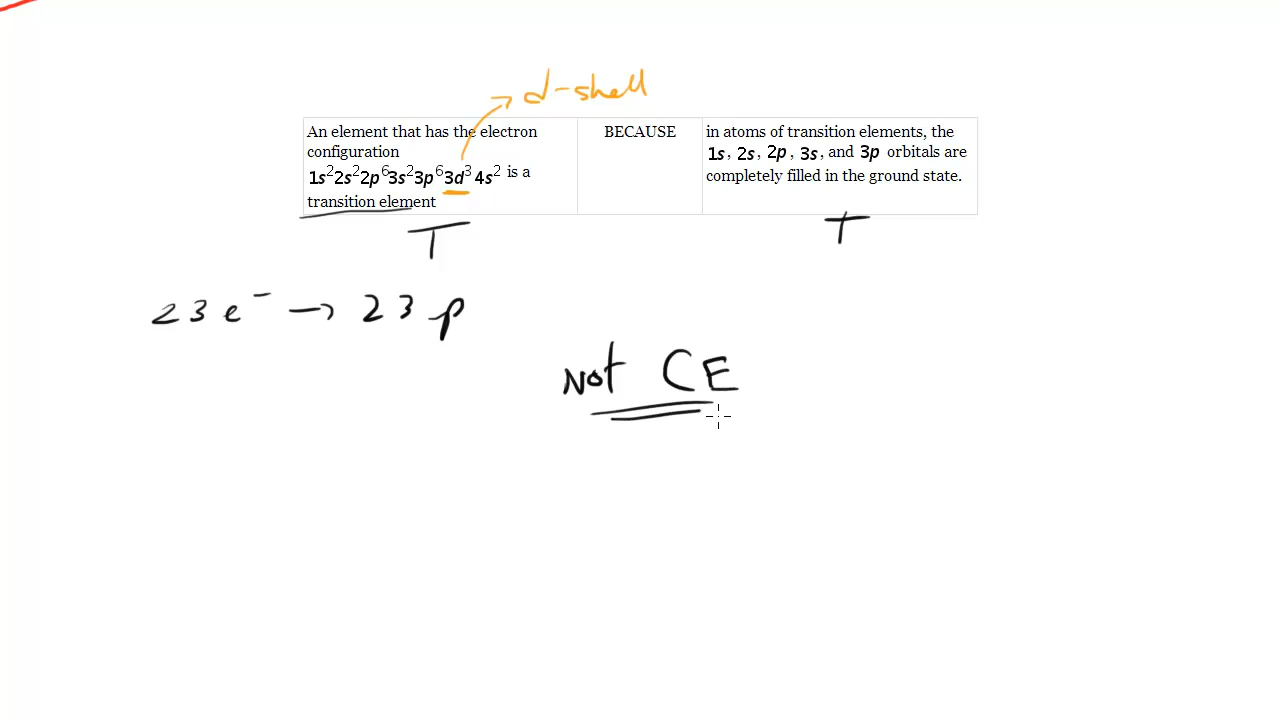 d-shell
An element that has the electron
configuration
1s²2s²2p⁶3s²3p⁶3d³4s² is a
transition element
BECAUSE
in atoms of transition elements, the
1s, 2s, 2p, 3s, and 3p orbitals are
completely filled in the ground state.
T
T
23 e⁻ → 23 p
Not CE